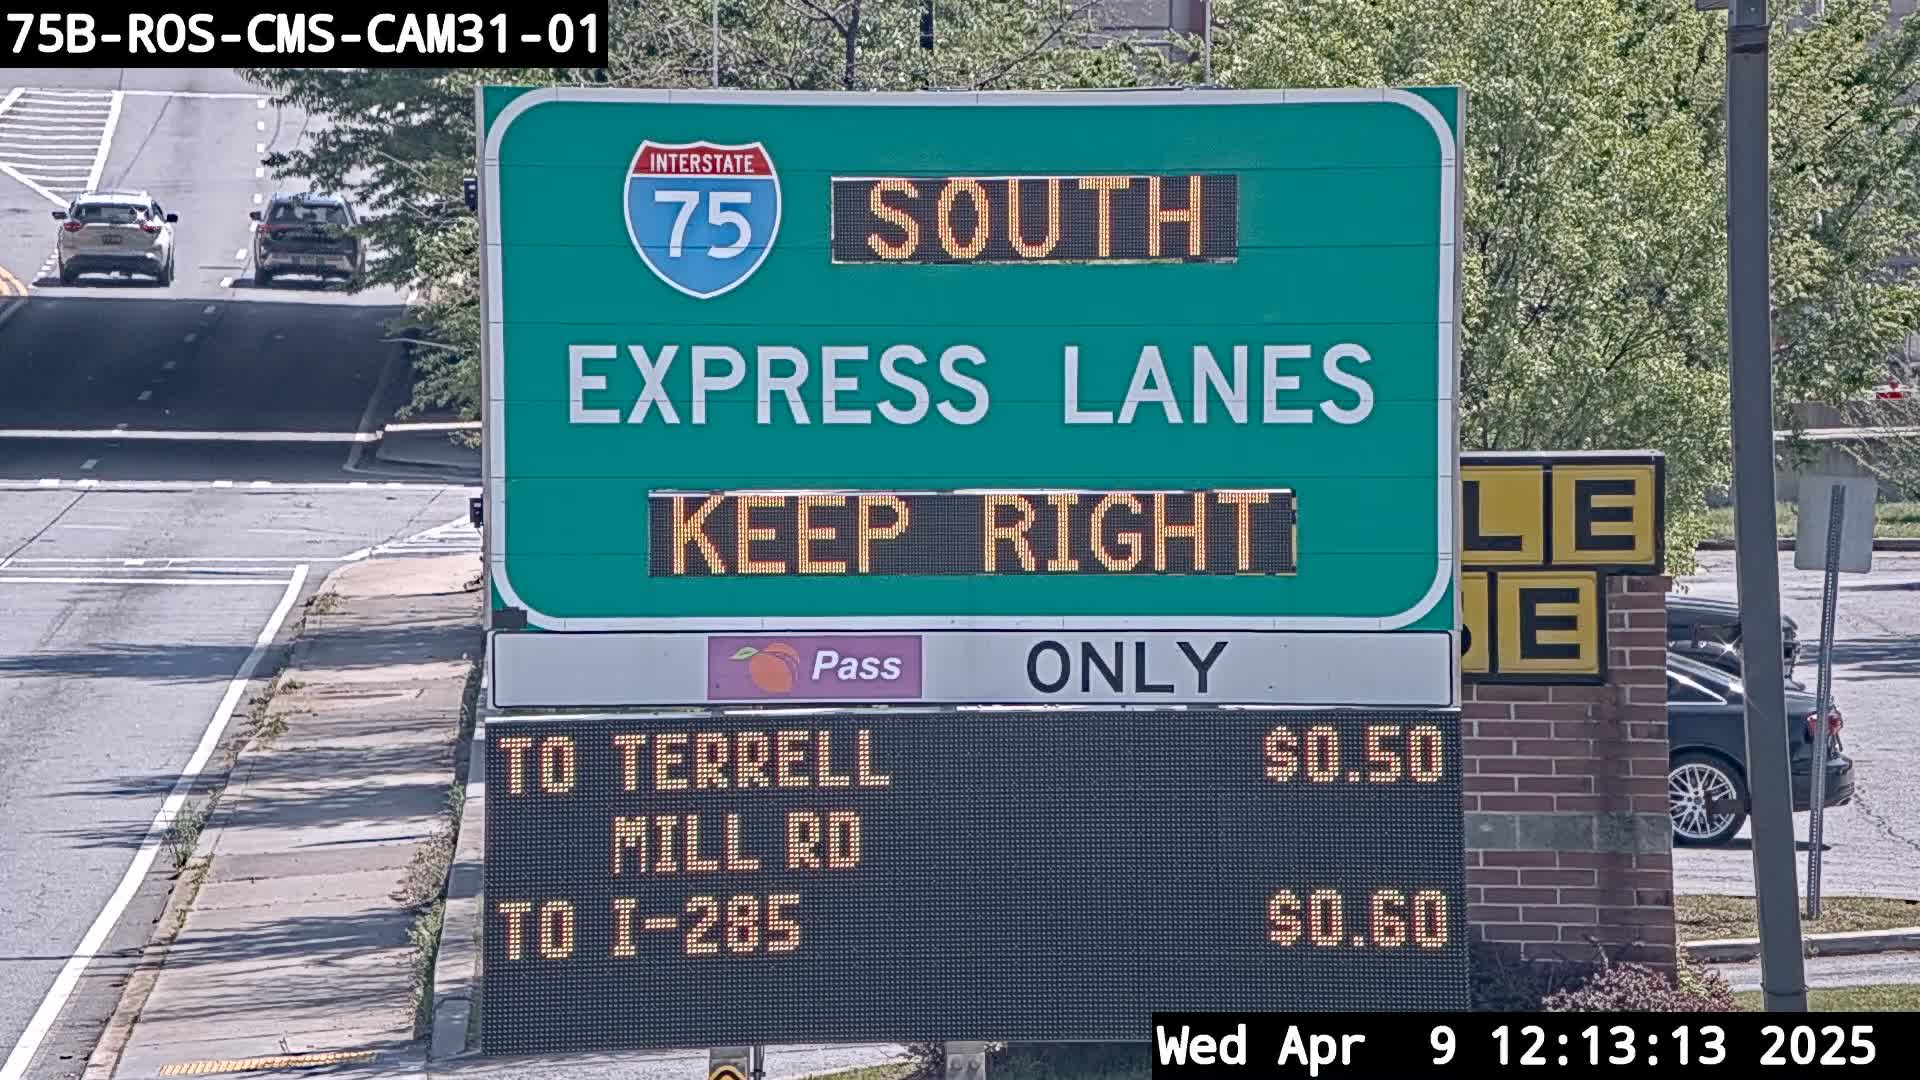 75B-ROS-CMS-CAM31-01
INTERSTATE
75
SOUTH
EXPRESS LANES
KEEP RIGHT
Pass ONLY
TO TERRELL $0.50
MILL RD
TO I-285 $0.60
LE
E
Wed Apr 9 12:13:13 2025